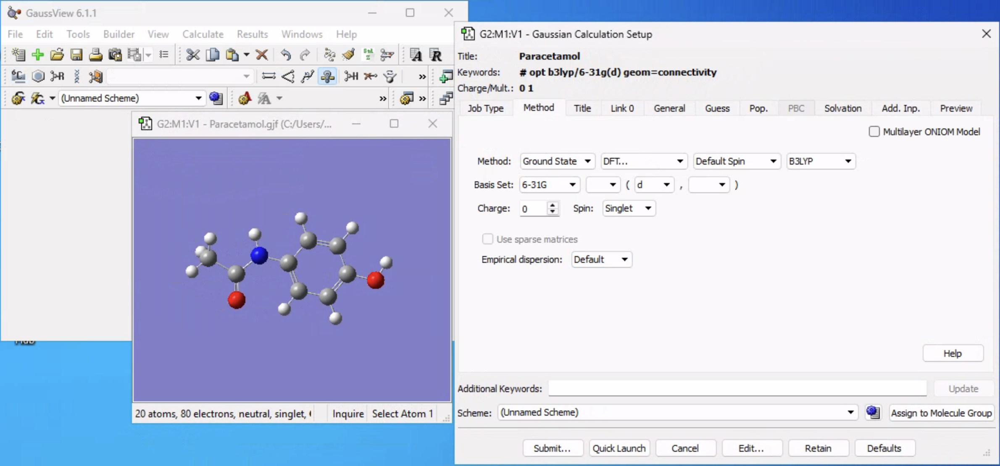 GaussView 6.1.1
File Edit Tools Builder View Calculate Results Windows Help
(Unnamed Scheme)
G2:M1:V1 - Paracetamol.gjf (C:/Users/...
20 atoms, 80 electrons, neutral, singlet,
Inquire
Select Atom 1
G2:M1:V1 - Gaussian Calculation Setup
Title: Paracetamol
Keywords: # opt b3lyp/6-31g(d) geom=connectivity
Charge/Mult.: 0 1
Job Type Method Title Link 0 General Guess Pop. PBC Solvation Add. Inp. Preview
Multilayer ONIOM Model
Method: Ground State DFT... Default Spin B3LYP
Basis Set: 6-31G ( d , )
Charge: 0 Spin: Singlet
Use sparse matrices
Empirical dispersion: Default
Help
Additional Keywords: Update
Scheme: (Unnamed Scheme) Assign to Molecule Group
Submit... Quick Launch Cancel Edit... Retain Defaults